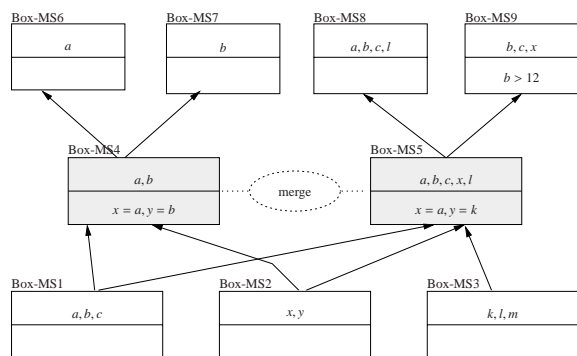 Box-MS6
Box-MS7
Box-MS8
Box-MS9
a
b
a, b, c, l
b, c, x
b > 12
Box-MS4
Box-MS5
a, b
merge
a, b, c, x, l
x = a, y = b
x = a, y = k
Box-MS1
Box-MS2
Box-MS3
a, b, c
x, y
k, l, m